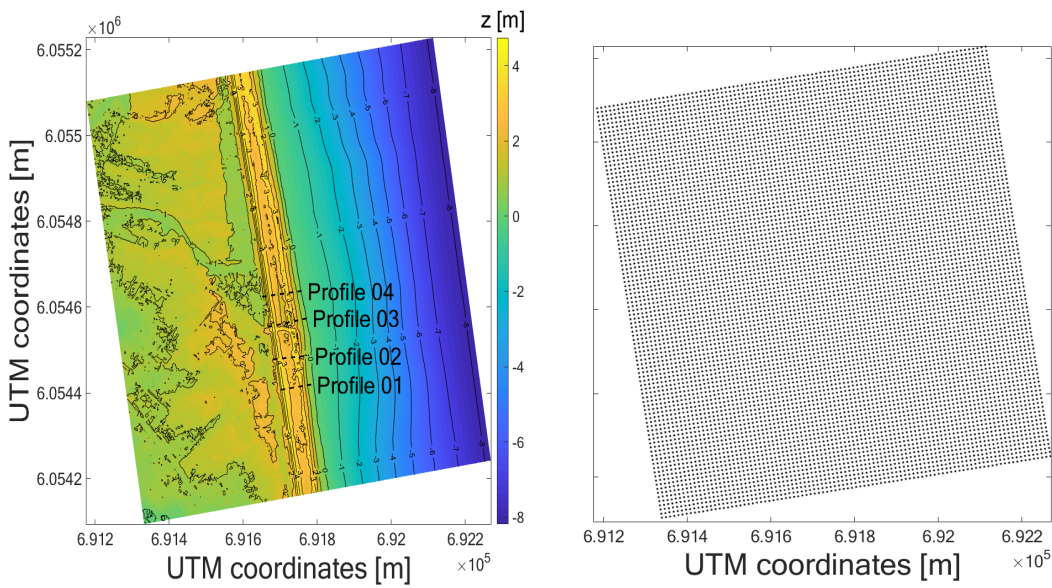 z [m]
×10⁶
6.0552
6.055
6.0548
6.0546
6.0544
6.0542
UTM coordinates [m]
4
2
0
-2
-4
-6
-8
Profile 04
Profile 03
Profile 02
Profile 01
6.912 6.914 6.916 6.918 6.92 6.922
UTM coordinates [m]
×10⁵
6.912 6.914 6.916 6.918 6.92 6.922
UTM coordinates [m]
×10⁵